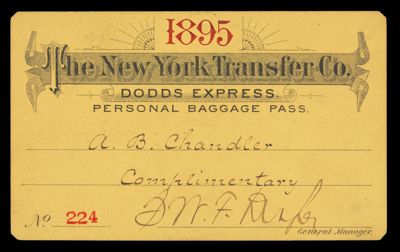 1895
The New York Transfer Co.
DODDS EXPRESS.
PERSONAL BAGGAGE PASS.
A. B. Chandler
Complimentary
No. 224
General Manager.